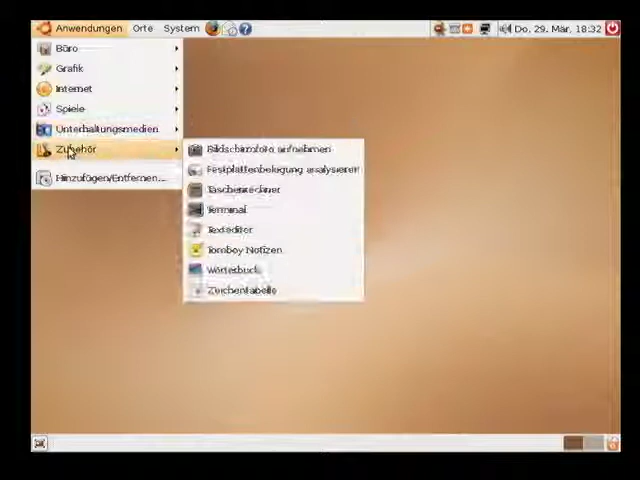 Anwendungen Orte System Do. 29. Mär, 18:32
Büro
Grafik
Internet
Spiele
Unterhaltungsmedien
Zubehör
Hinzufügen/Entfernen...
Bildschirmfoto aufnehmen
Festplattenbelegung analysieren
Taschenrechner
Terminal
Texteditor
Tomboy Notizen
Wörterbuch
Zeichentabelle